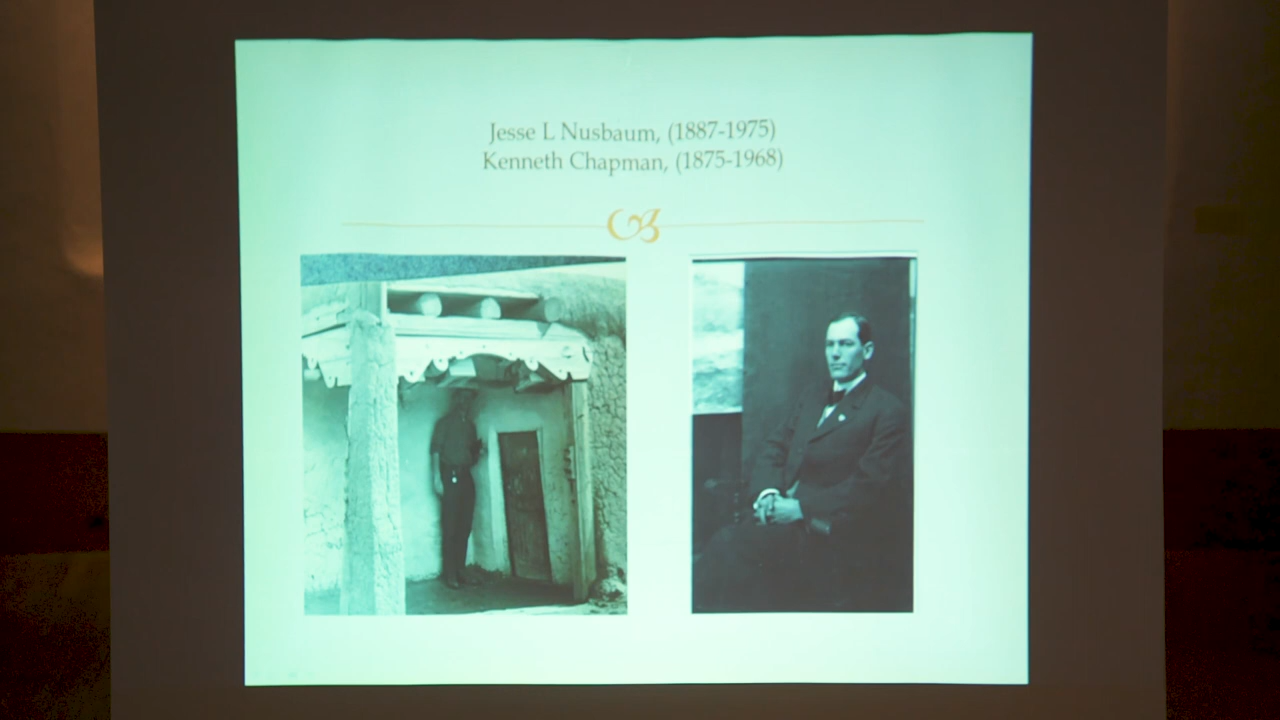 Jesse L Nusbaum, (1887-1975)
Kenneth Chapman, (1875-1968)